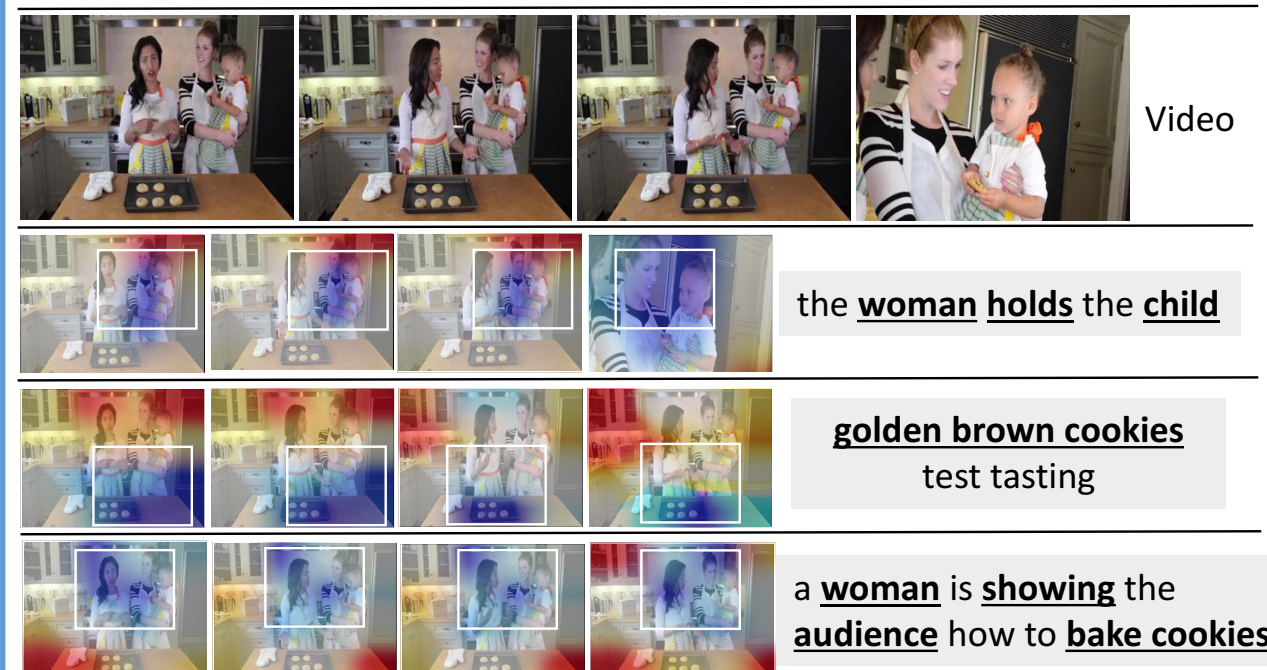 Video
the woman holds the child
golden brown cookies
test tasting
a woman is showing the
audience how to bake cookies